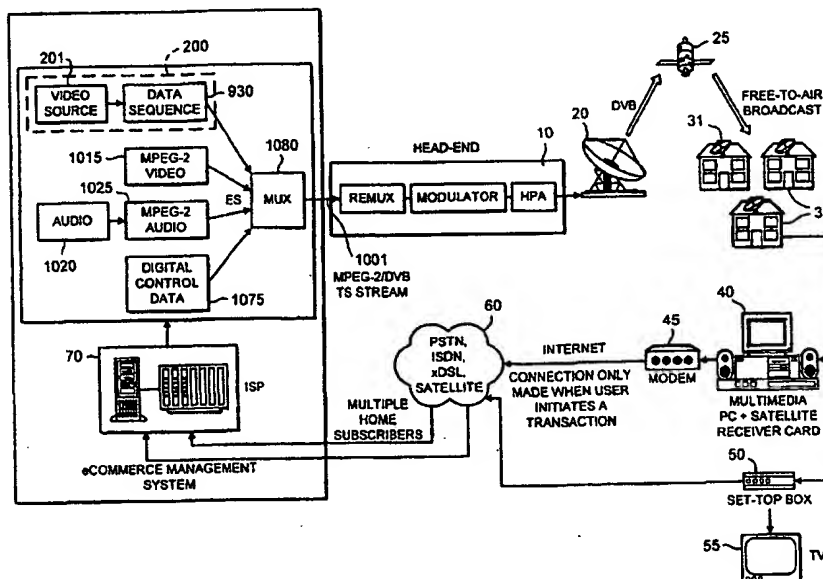 201
200
VIDEO
SOURCE
DATA
SEQUENCE
930
1015
MPEG-2
VIDEO
1080
1025
AUDIO
MPEG-2
AUDIO
ES
MUX
1020
DIGITAL
CONTROL
DATA
1075
HEAD-END
10
REMUX
MODULATOR
HPA
1001
MPEG-2/DVB
TS STREAM
20
DVB
25
FREE-TO-AIR
BROADCAST
31
70
ISP
eCOMMERCE MANAGEMENT
SYSTEM
MULTIPLE
HOME
SUBSCRIBERS
60
PSTN,
ISDN,
xDSL,
SATELLITE
INTERNET
CONNECTION ONLY
MADE WHEN USER
INITIATES A
TRANSACTION
45
MODEM
40
MULTIMEDIA
PC + SATELLITE
RECEIVER CARD
50
SET-TOP BOX
55
TV